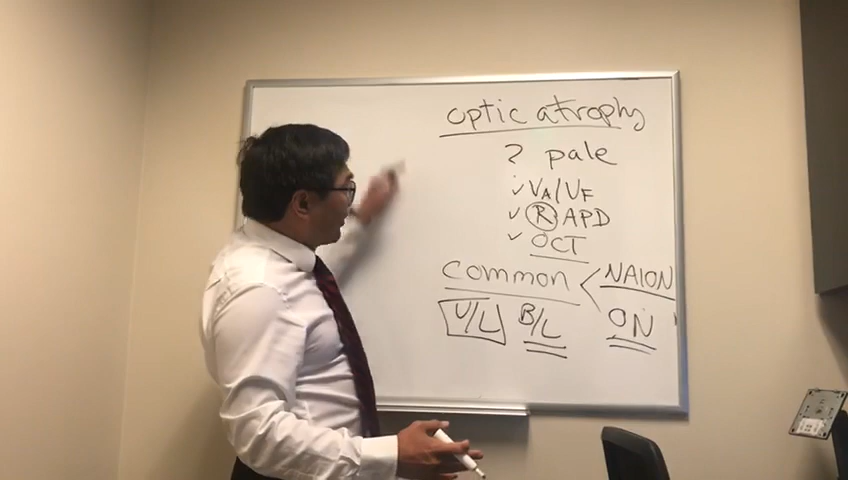 optic atrophy
? pale
✓ VA/VF
✓ R APD
✓ OCT
common < NAION
U/L B/L ON